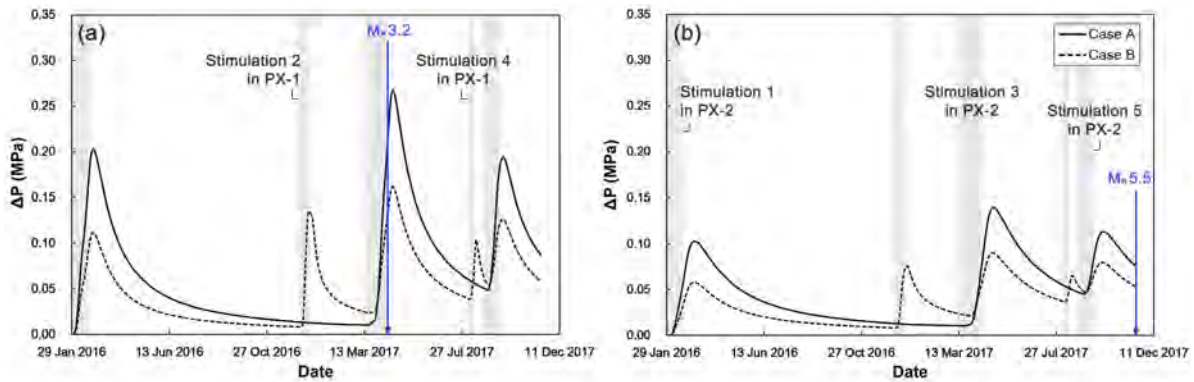 (a)
Mw3.2
Stimulation 2
in PX-1
Stimulation 4
in PX-1
0.35
0.30
0.25
0.20
0.15
0.10
0.05
0.00
ΔP (MPa)
29 Jan 2016
13 Jun 2016
27 Oct 2016
13 Mar 2017
27 Jul 2017
11 Dec 2017
Date
(b)
Case A
Case B
Stimulation 1
in PX-2
Stimulation 3
in PX-2
Stimulation 5
in PX-2
Mw5.5
0.35
0.30
0.25
0.20
0.15
0.10
0.05
0.00
ΔP (MPa)
29 Jan 2016
13 Jun 2016
27 Oct 2016
13 Mar 2017
27 Jul 2017
11 Dec 2017
Date